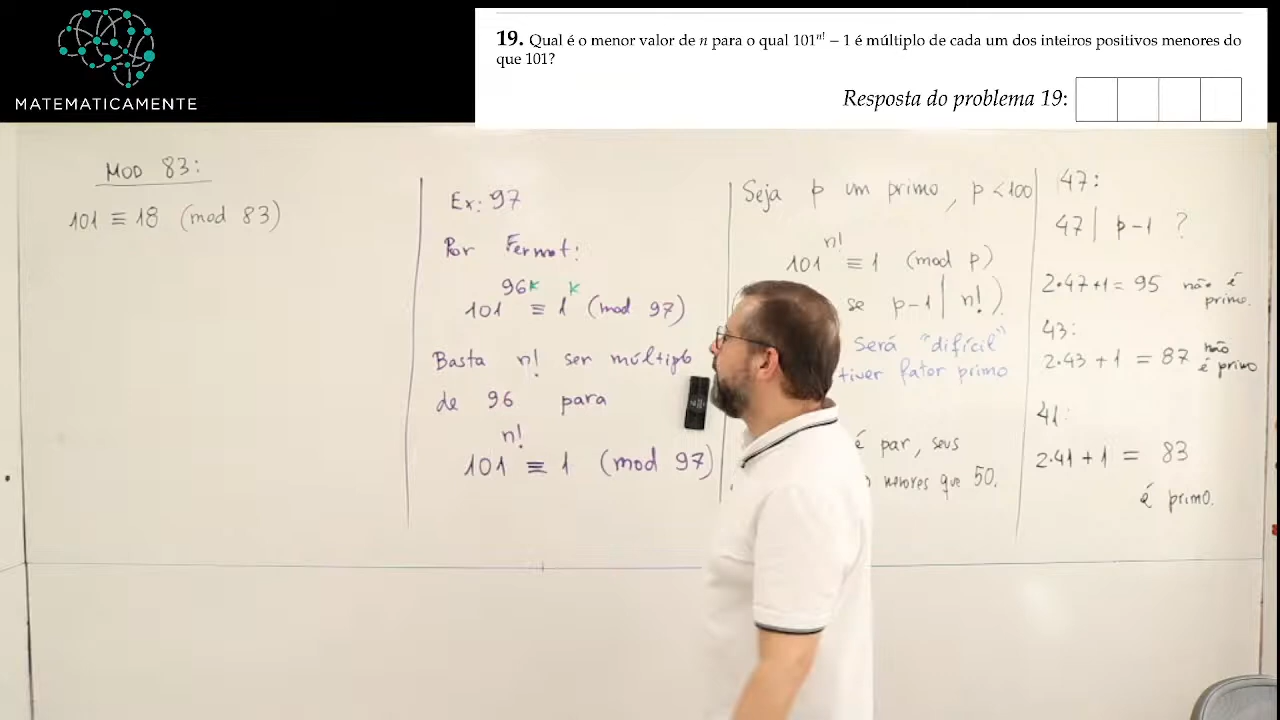 MATEMATICAMENTE
19. Qual é o menor valor de n para o qual 101^{n!} − 1 é múltiplo de cada um dos inteiros positivos menores do
que 101?
Resposta do problema 19:
MOD 83:
101 ≡ 18 (mod 83)
Ex: 97
Por Fermat:
101^{96k} ≡ 1^k (mod 97)
Basta n! ser múltiplo
de 96 para
101^{n!} ≡ 1 (mod 97)
Seja p um primo, p < 100
101^{n!} ≡ 1 (mod p)
se p-1 | n!)
Será "difícil"
tiver fator primo
é par, seus
menores que 50.
47:
47 | p-1 ?
2·47+1 = 95 não é
primo.
43:
2·43+1 = 87 não
é primo
41:
2·41+1 = 83
é primo.